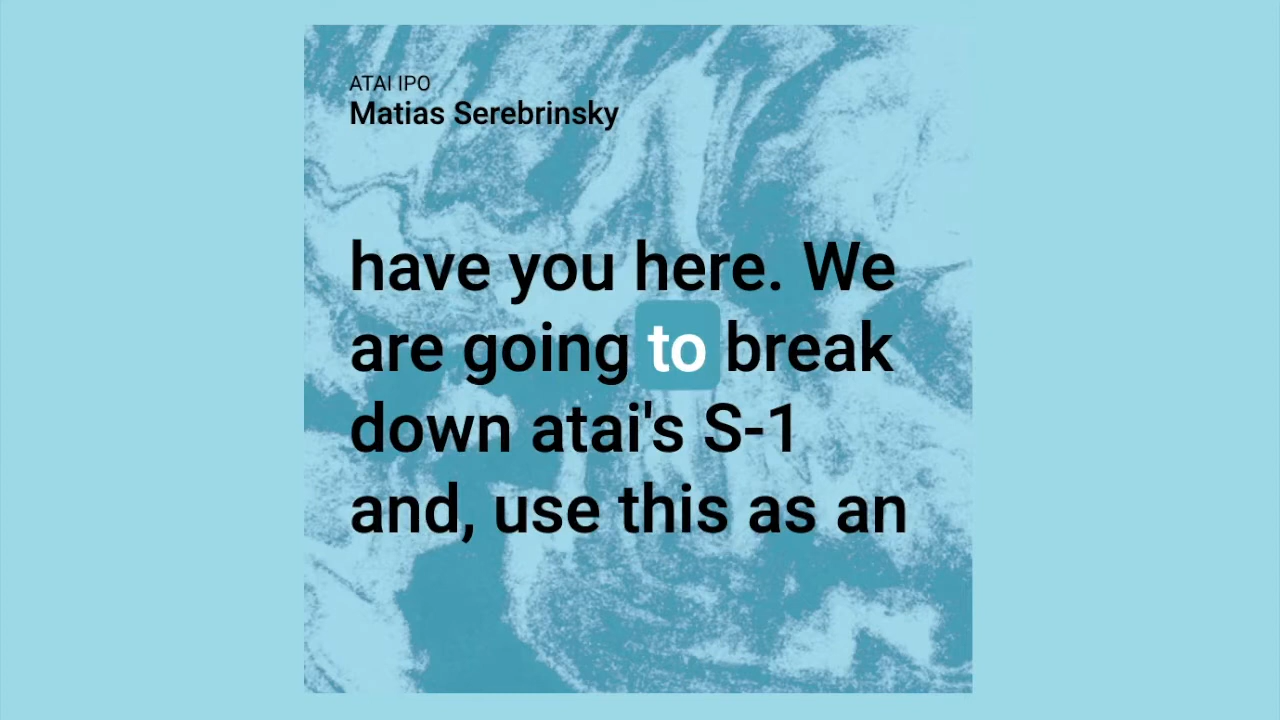 ATAI IPO
Matias Serebrinsky
have you here. We
are going to break
down atai's S-1
and, use this as an